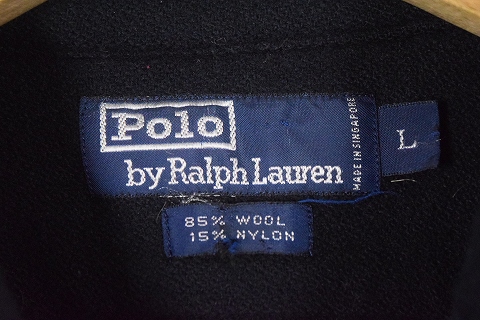 Polo
by Ralph Lauren
MADE IN SINGAPORE
L
85% WOOL
15% NYLON